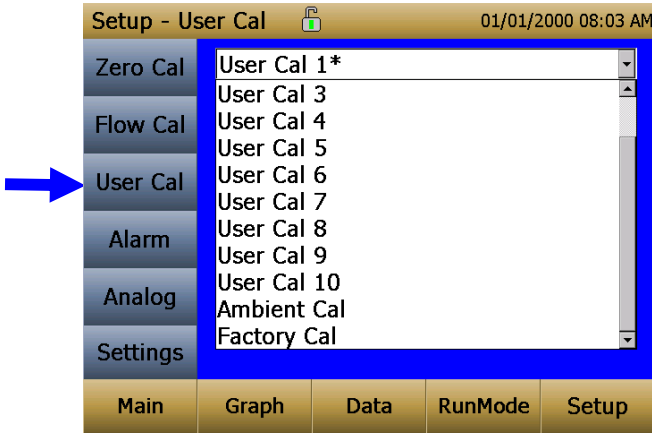 Setup - User Cal 01/01/2000 08:03 AM
Zero Cal
Flow Cal
User Cal
Alarm
Analog
Settings
User Cal 1*
User Cal 3
User Cal 4
User Cal 5
User Cal 6
User Cal 7
User Cal 8
User Cal 9
User Cal 10
Ambient Cal
Factory Cal
Main Graph Data RunMode Setup